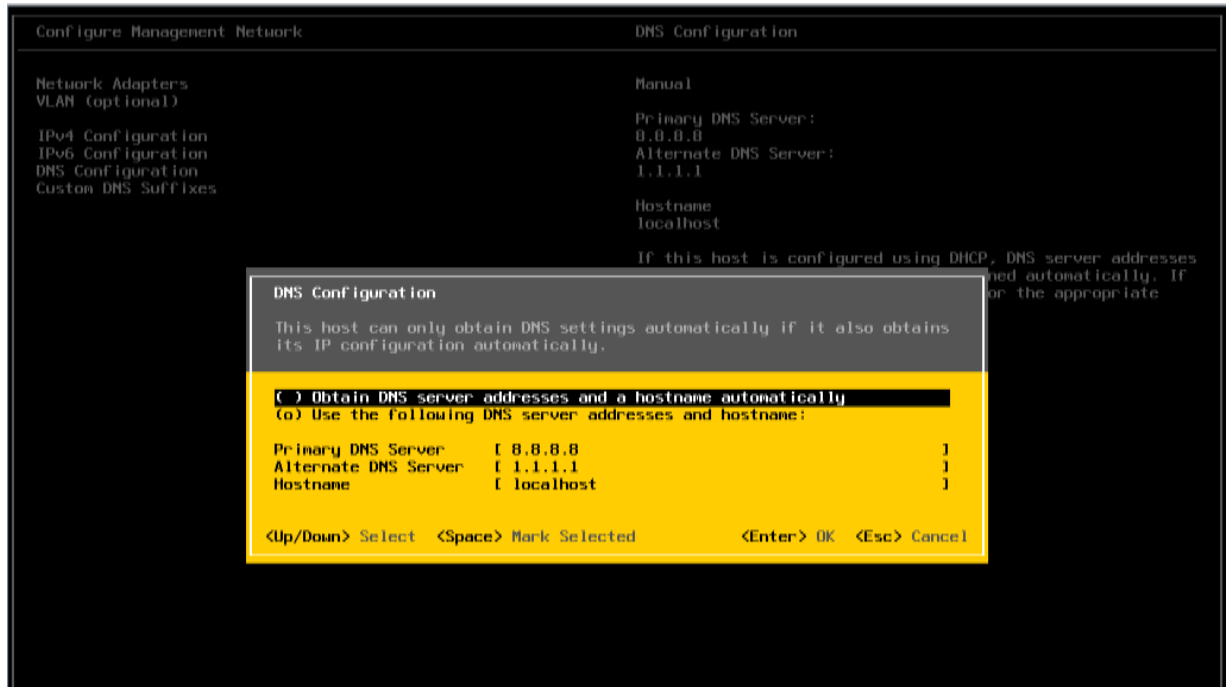 Configure Management Network
DNS Configuration
Network Adapters
VLAN (optional)
IPv4 Configuration
IPv6 Configuration
DNS Configuration
Custom DNS Suffixes
Manual
Primary DNS Server:
8.8.8.8
Alternate DNS Server:
1.1.1.1
Hostname
localhost
If this host is configured using DHCP, DNS server addresses
ned automatically. If
or the appropriate
DNS Configuration
This host can only obtain DNS settings automatically if it also obtains
its IP configuration automatically.
( ) Obtain DNS server addresses and a hostname automatically
(o) Use the following DNS server addresses and hostname:
Primary DNS Server [ 8.8.8.8 ]
Alternate DNS Server [ 1.1.1.1 ]
Hostname [ localhost ]
<Up/Down> Select <Space> Mark Selected <Enter> OK <Esc> Cancel